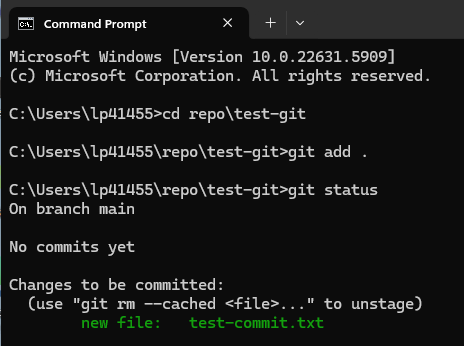 Command Prompt
Microsoft Windows [Version 10.0.22631.5909]
(c) Microsoft Corporation. All rights reserved.
C:\Users\lp41455>cd repo\test-git
C:\Users\lp41455\repo\test-git>git add .
C:\Users\lp41455\repo\test-git>git status
On branch main
No commits yet
Changes to be committed:
  (use "git rm --cached <file>..." to unstage)
        new file:   test-commit.txt